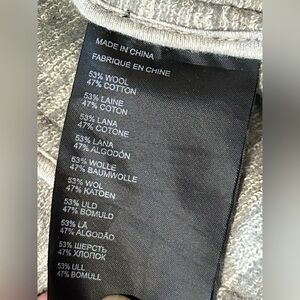 MADE IN CHINA
FABRIQUÉ EN CHINE
53% WOOL
47% COTTON
53% LAINE
47% COTON
53% LANA
47% COTONE
53% LANA
47% ALGODÓN
53% WOLLE
47% BAUMWOLLE
53% WOL
47% KATOEN
53% ULD
47% BOMULD
53% LÃ
47% ALGODÃO
53% ШЕРСТЬ
47% ХЛОПОК
53% ULL
47% BOMULL